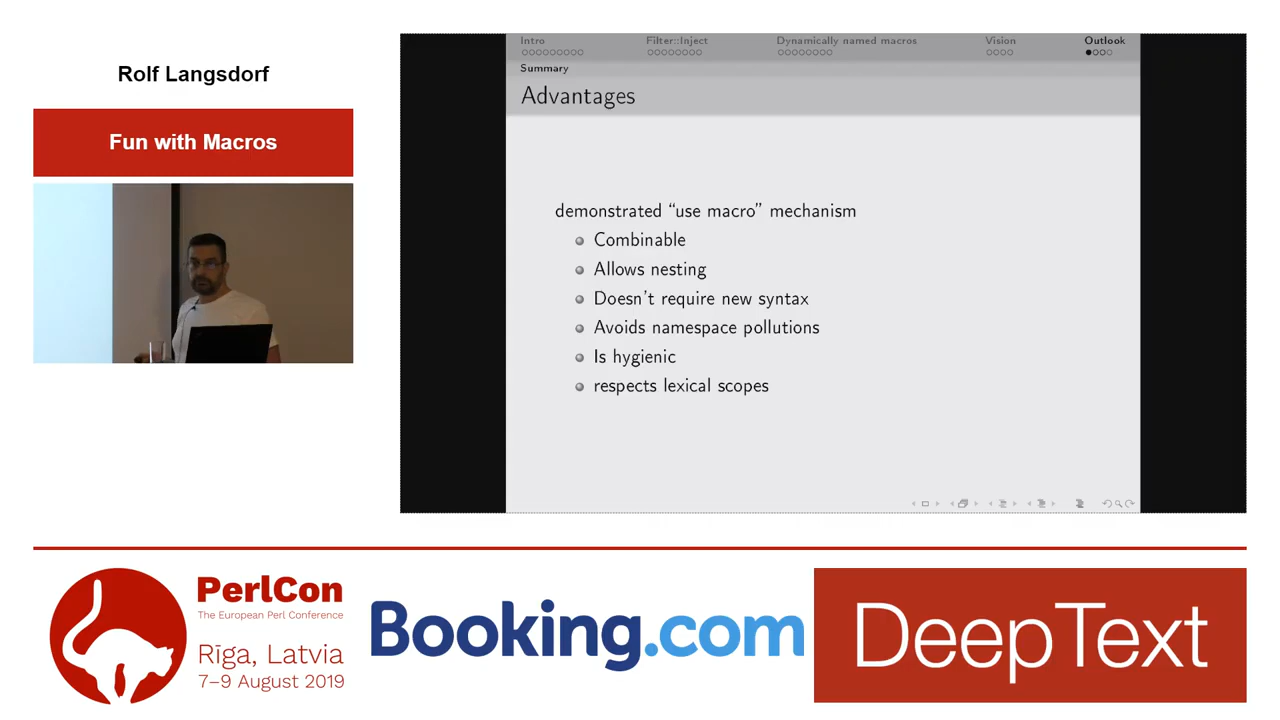 Rolf Langsdorf
Fun with Macros
Intro
Filter::Inject
Dynamically named macros
Vision
Outlook
Summary
Advantages
demonstrated “use macro” mechanism
Combinable
Allows nesting
Doesn't require new syntax
Avoids namespace pollutions
Is hygienic
respects lexical scopes
PerlCon
The European Perl Conference
Rīga, Latvia
7–9 August 2019
Booking.com
DeepText